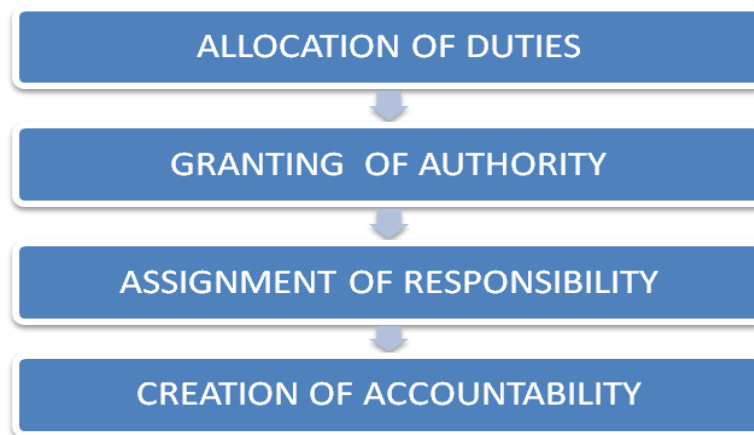 ALLOCATION OF DUTIES
GRANTING OF AUTHORITY
ASSIGNMENT OF RESPONSIBILITY
CREATION OF ACCOUNTABILITY